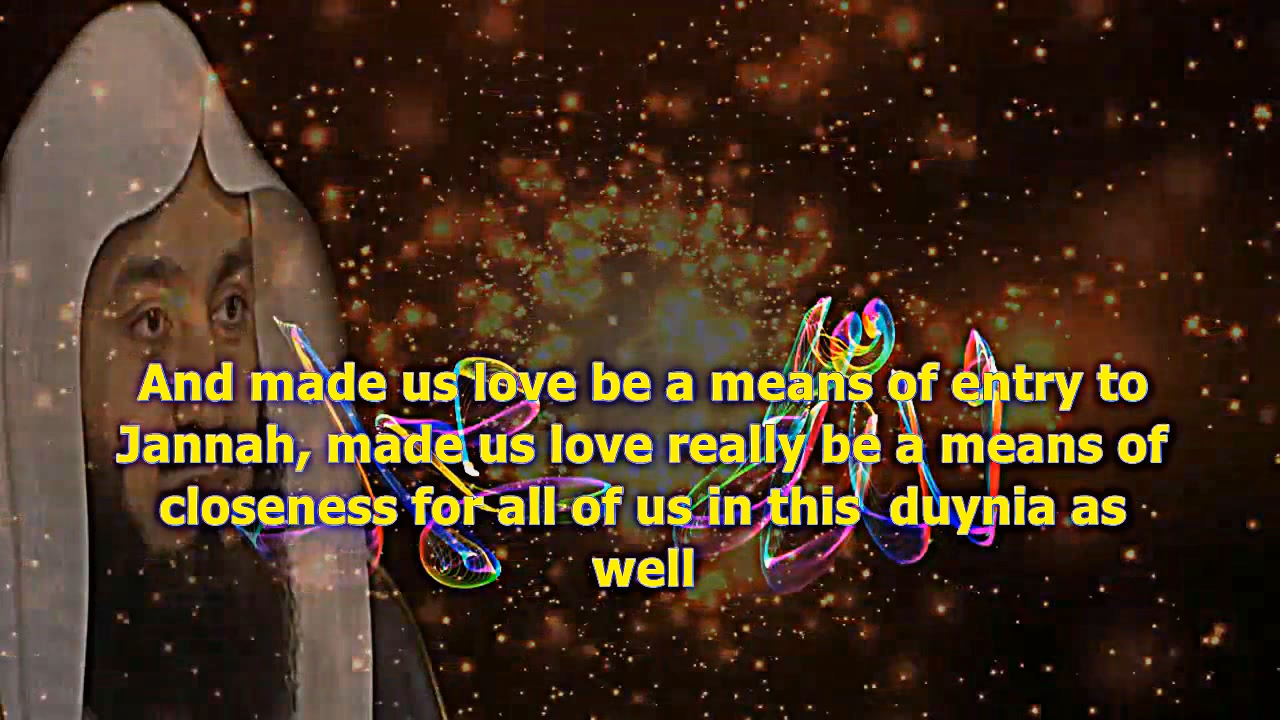 And made us love be a means of entry to
Jannah, made us love really be a means of
closeness for all of us in this  duynia as
well